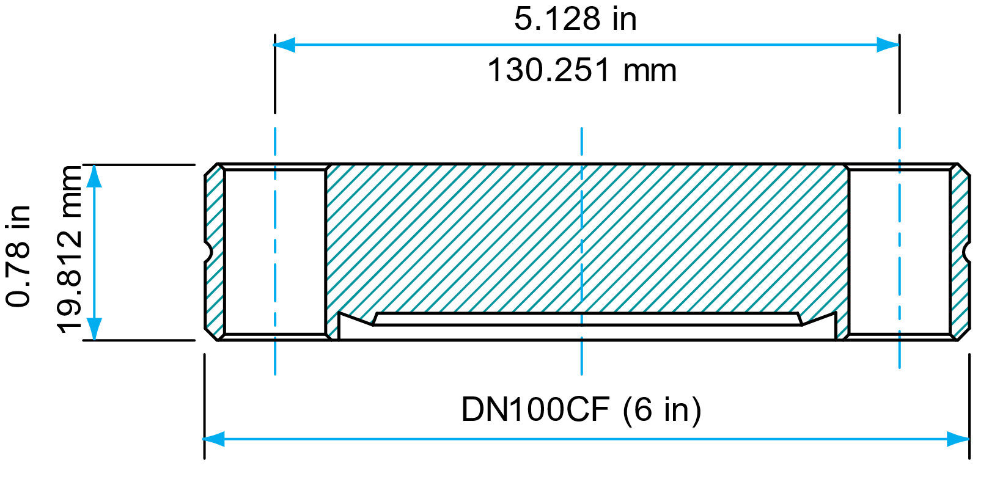 5.128 in
130.251 mm
0.78 in
19.812 mm
DN100CF (6 in)